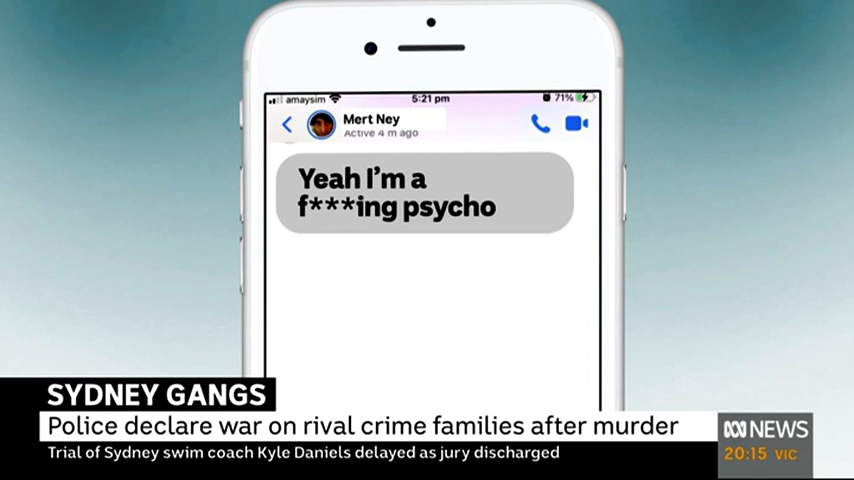 amaysim 5:21 pm 71%
Mert Ney
Active 4 m ago
Yeah I'm a
f***ing psycho
SYDNEY GANGS
Police declare war on rival crime families after murder
Trial of Sydney swim coach Kyle Daniels delayed as jury discharged
NEWS
20:15 VIC